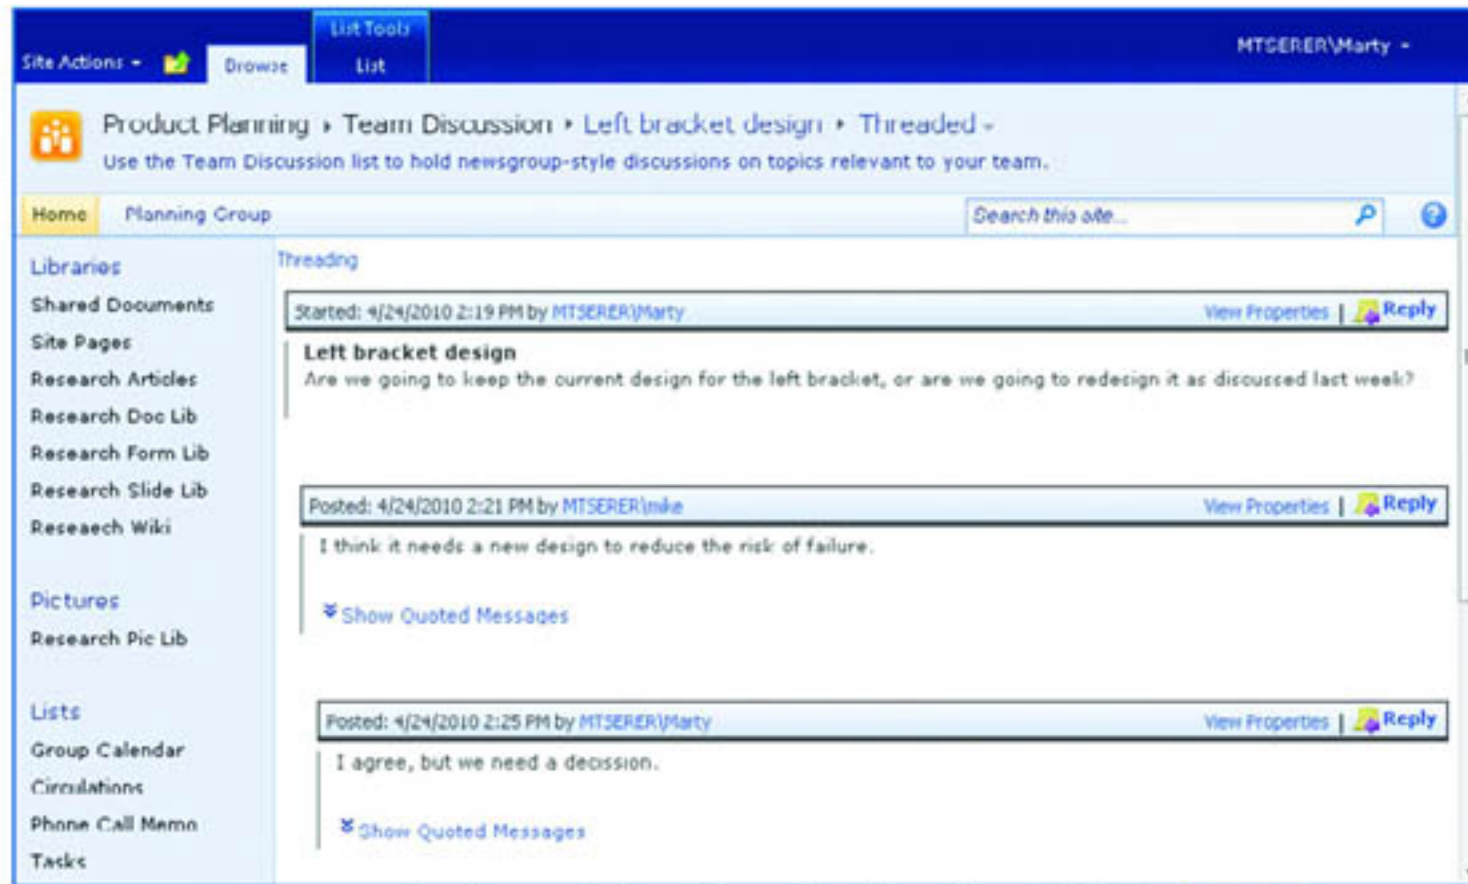 List Tools
Site Actions
Browse
List
MTSERER\Marty
Product Planning › Team Discussion › Left bracket design › Threaded
Use the Team Discussion list to hold newsgroup-style discussions on topics relevant to your team.
Home
Planning Group
Search this site...
Libraries
Shared Documents
Site Pages
Research Articles
Research Doc Lib
Research Form Lib
Research Slide Lib
Reseaech Wiki
Pictures
Research Pic Lib
Lists
Group Calendar
Circulations
Phone Call Memo
Tasks
Threading
Started: 4/24/2010 2:19 PM by MTSERER\Marty
View Properties | Reply
Left bracket design
Are we going to keep the current design for the left bracket, or are we going to redesign it as discussed last week?
Posted: 4/24/2010 2:21 PM by MTSERER\mike
View Properties | Reply
I think it needs a new design to reduce the risk of failure.
Show Quoted Messages
Posted: 4/24/2010 2:25 PM by MTSERER\Marty
View Properties | Reply
I agree, but we need a decission.
Show Quoted Messages